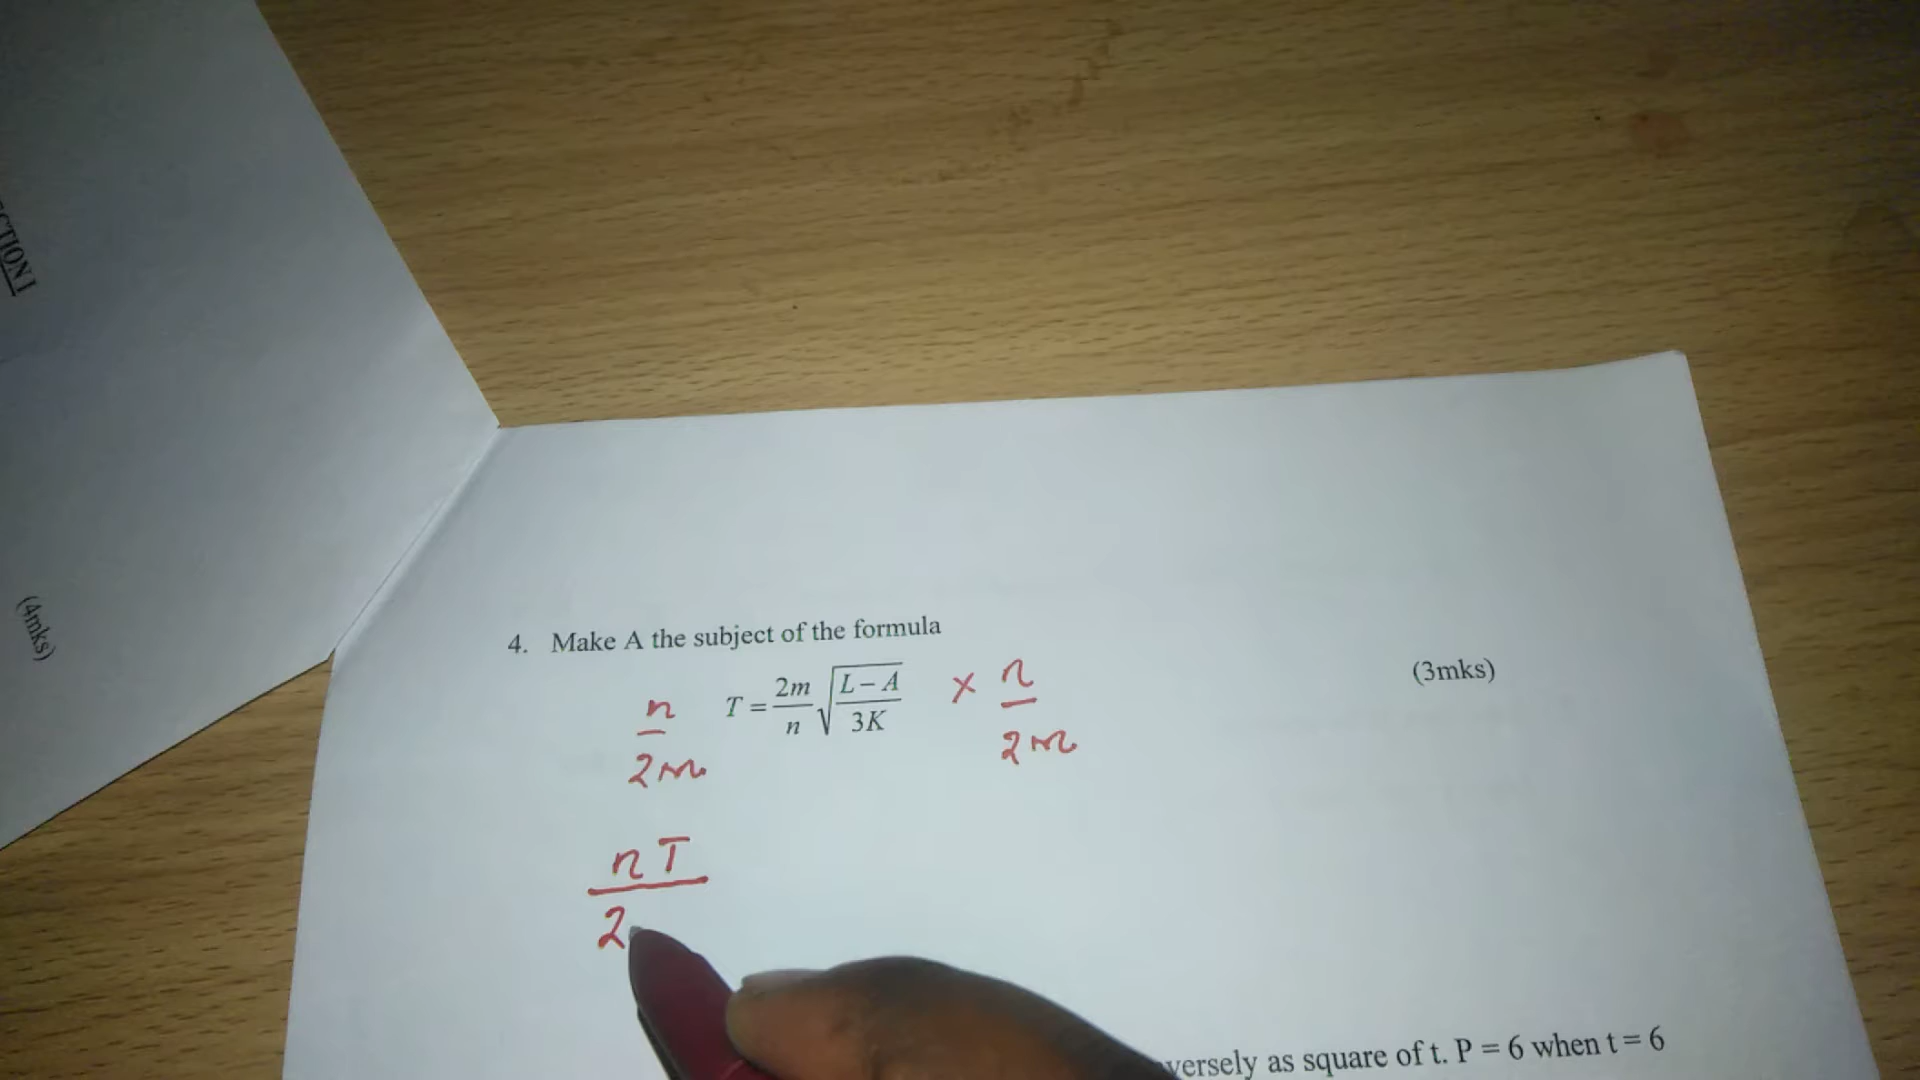 SECTION I
(4mks)
4. Make A the subject of the formula
(3mks)
T = 2m/n √(L – A/3K)
n/2m
× n/2m
nT/2
versely as square of t. P = 6 when t = 6